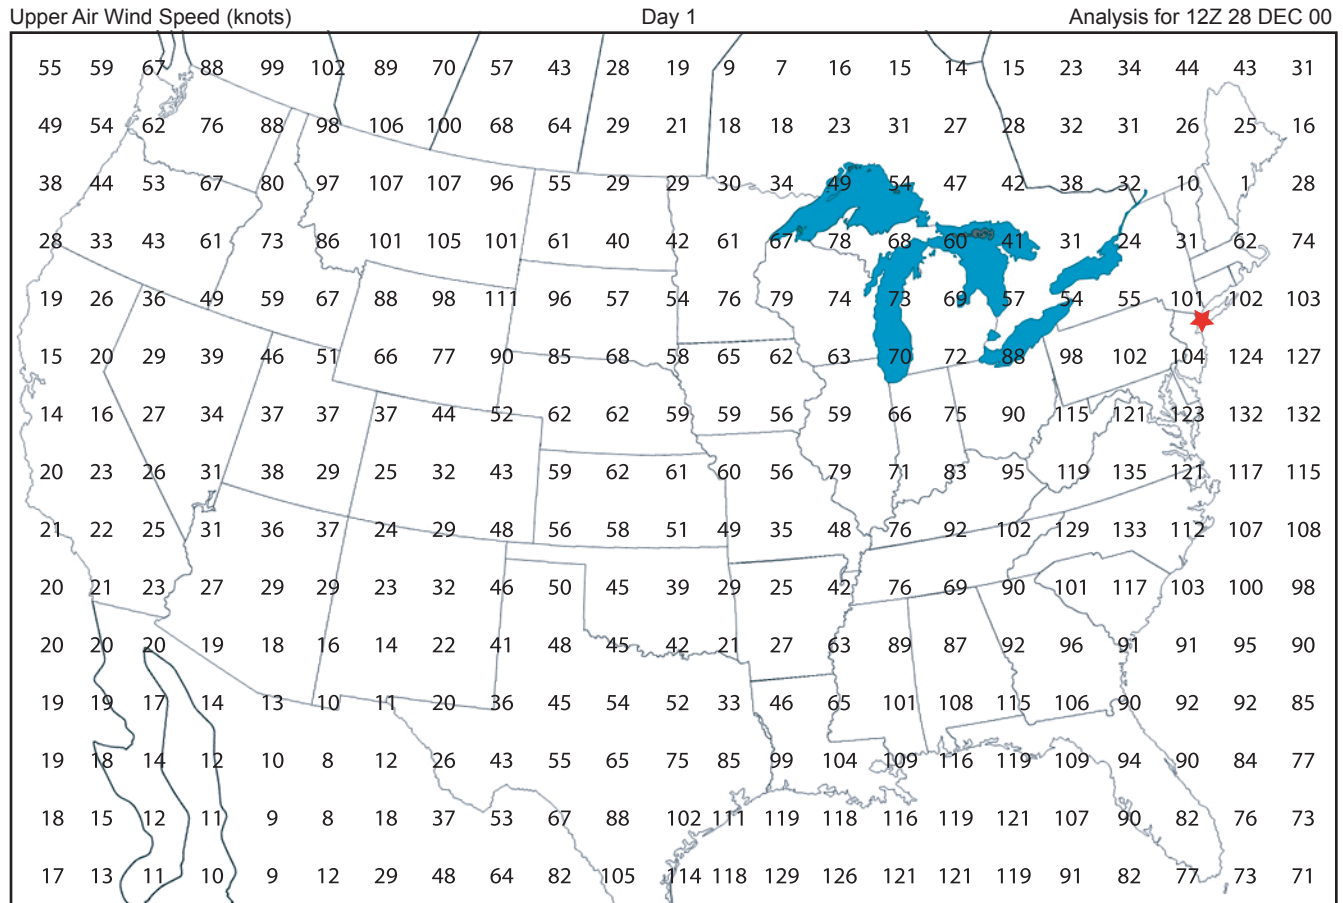 Upper Air Wind Speed (knots) Day 1 Analysis for 12Z 28 DEC 00
55 59 67 88 99 102 89 70 57 43 28 19 9 7 16 15 14 15 23 34 44 43 31
49 54 62 76 88 98 106 100 68 64 29 21 18 18 23 31 27 28 32 31 26 25 16
38 44 53 67 80 97 107 107 96 55 29 29 30 34 49 54 47 42 38 32 10 1 28
28 33 43 61 73 86 101 105 101 61 40 42 61 67 78 68 60 41 31 24 31 62 74
19 26 36 49 59 67 88 98 111 96 57 54 76 79 74 73 69 57 54 55 101 102 103
15 20 29 39 46 51 66 77 90 85 68 58 65 62 63 70 72 88 98 102 104 124 127
14 16 27 34 37 37 37 44 52 62 62 59 59 56 59 66 75 90 115 121 123 132 132
20 23 26 31 38 29 25 32 43 59 62 61 60 56 79 71 83 95 119 135 121 117 115
21 22 25 31 36 37 24 29 48 56 58 51 49 35 48 76 92 102 129 133 112 107 108
20 21 23 27 29 29 23 32 46 50 45 39 29 25 42 76 69 90 101 117 103 100 98
20 20 20 19 18 16 14 22 41 48 45 42 21 27 63 89 87 92 96 91 91 95 90
19 19 17 14 13 10 11 20 36 45 54 52 33 46 65 101 108 115 106 90 92 92 85
19 18 14 12 10 8 12 26 43 55 65 75 85 99 104 109 116 119 109 94 90 84 77
18 15 12 11 9 8 18 37 53 67 88 102 111 119 118 116 119 121 107 90 82 76 73
17 13 11 10 9 12 29 48 64 82 105 114 118 129 126 121 121 119 91 82 77 73 71